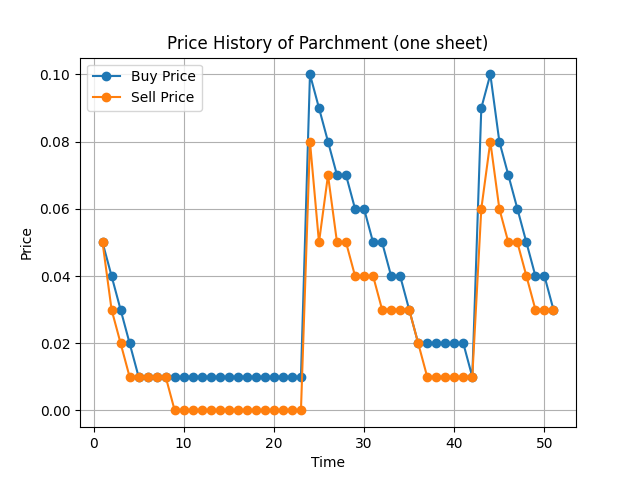 Price History of Parchment (one sheet)
Buy Price
Sell Price
0.10
0.08
0.06
0.04
0.02
0.00
Price
0 10 20 30 40 50
Time